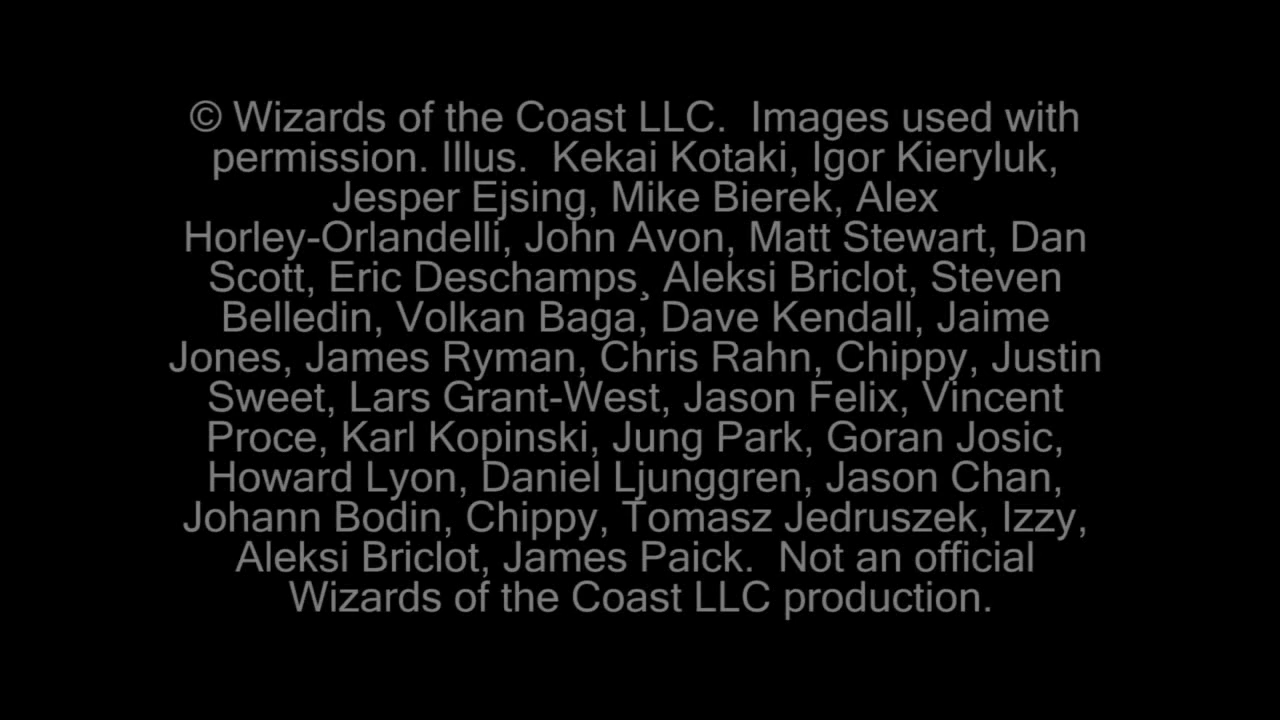 © Wizards of the Coast LLC.  Images used with
permission. Illus.  Kekai Kotaki, Igor Kieryluk,
Jesper Ejsing, Mike Bierek, Alex
Horley-Orlandelli, John Avon, Matt Stewart, Dan
Scott, Eric Deschamps¸ Aleksi Briclot, Steven
Belledin, Volkan Baga, Dave Kendall, Jaime
Jones, James Ryman, Chris Rahn, Chippy, Justin
Sweet, Lars Grant-West, Jason Felix, Vincent
Proce, Karl Kopinski, Jung Park, Goran Josic,
Howard Lyon, Daniel Ljunggren, Jason Chan,
Johann Bodin, Chippy, Tomasz Jedruszek, Izzy,
Aleksi Briclot, James Paick.  Not an official
Wizards of the Coast LLC production.